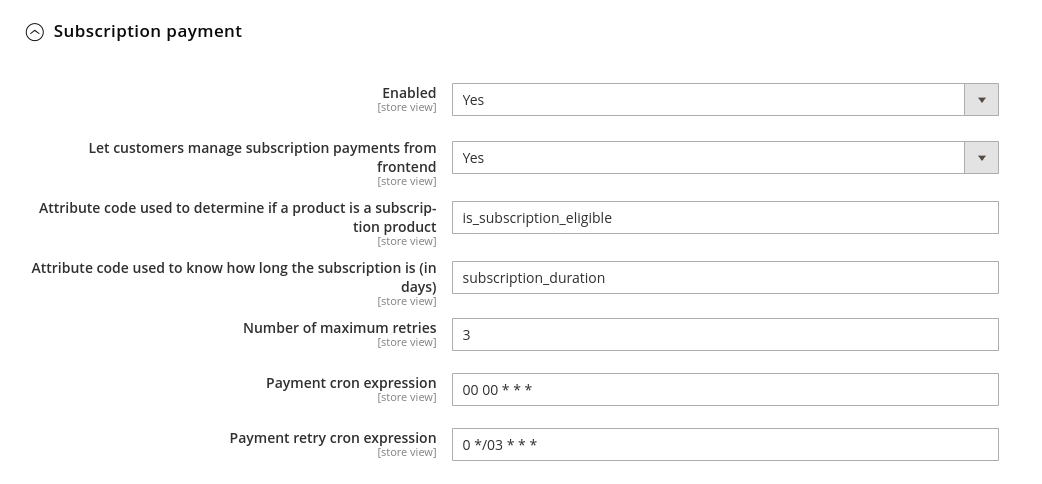 Subscription payment
Enabled
[store view]
Yes
Let customers manage subscription payments from
frontend
[store view]
Yes
Attribute code used to determine if a product is a subscrip-
tion product
[store view]
is_subscription_eligible
Attribute code used to know how long the subscription is (in
days)
[store view]
subscription_duration
Number of maximum retries
[store view]
3
Payment cron expression
[store view]
00 00 * * *
Payment retry cron expression
[store view]
0 */03 * * *